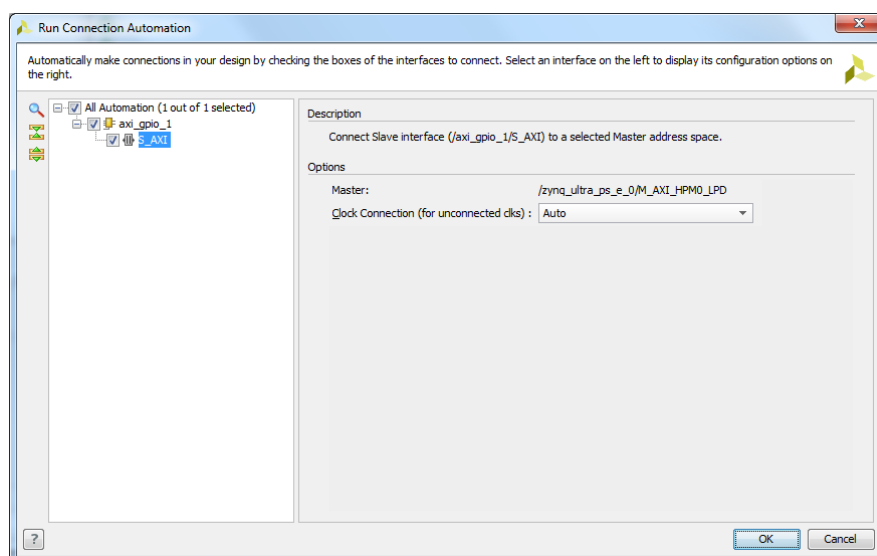 Run Connection Automation
Automatically make connections in your design by checking the boxes of the interfaces to connect. Select an interface on the left to display its configuration options on
the right.
All Automation (1 out of 1 selected)
axi_gpio_1
S_AXI
Description
Connect Slave interface (/axi_gpio_1/S_AXI) to a selected Master address space.
Options
Master: /zynq_ultra_ps_e_0/M_AXI_HPM0_LPD
Clock Connection (for unconnected clks) : Auto
?
OK Cancel